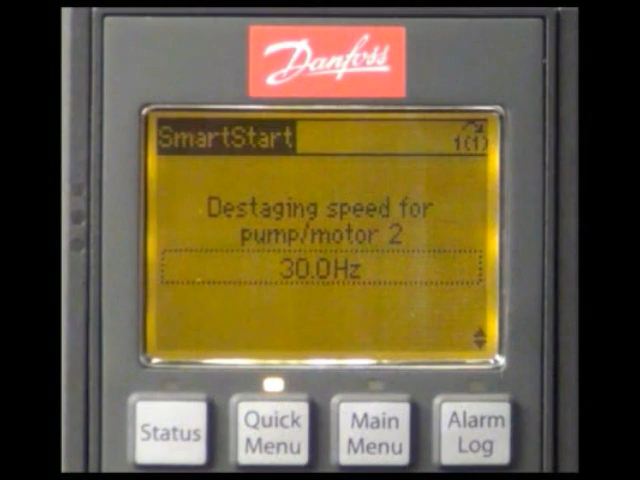 Danfoss
SmartStart
1(1)
Destaging speed for
pump/motor 2
30.0Hz
Status
Quick
Menu
Main
Menu
Alarm
Log